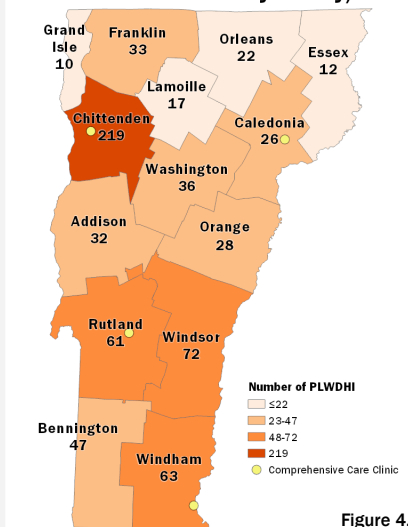 Grand
Isle
10
Franklin
33
Orleans
22
Essex
12
Lamoille
17
Chittenden
219
Caledonia
26
Washington
36
Addison
32
Orange
28
Rutland
61
Windsor
72
Bennington
47
Windham
63
Number of PLWDHI
≤22
23-47
48-72
219
Comprehensive Care Clinic
Figure 4.